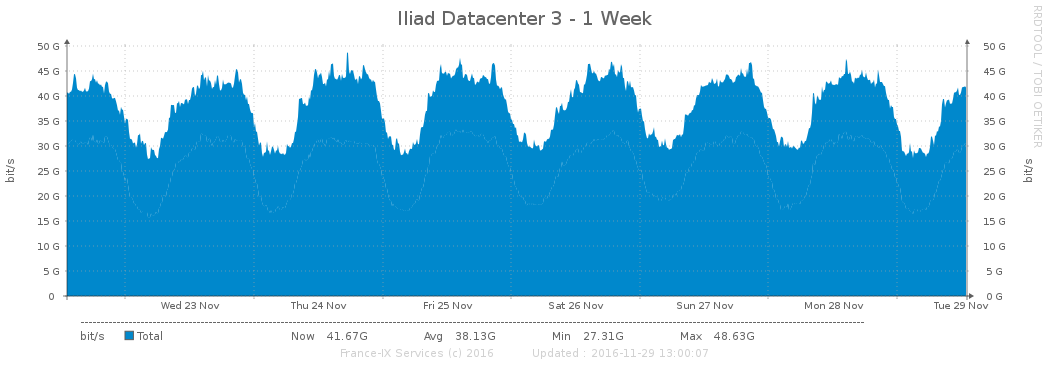 Iliad Datacenter 3 - 1 Week
RRDTOOL / TOBI OETIKER
bit/s
50 G 50 G
45 G 45 G
40 G 40 G
35 G 35 G
30 G 30 G
25 G 25 G
20 G 20 G
15 G 15 G
10 G 10 G
5 G 5 G
0 0 G
bit/s
Wed 23 Nov Thu 24 Nov Fri 25 Nov Sat 26 Nov Sun 27 Nov Mon 28 Nov Tue 29 Nov
bit/s Total Now 41.67G Avg 38.13G Min 27.31G Max 48.63G
France-IX Services (c) 2016 Updated : 2016-11-29 13:00:07